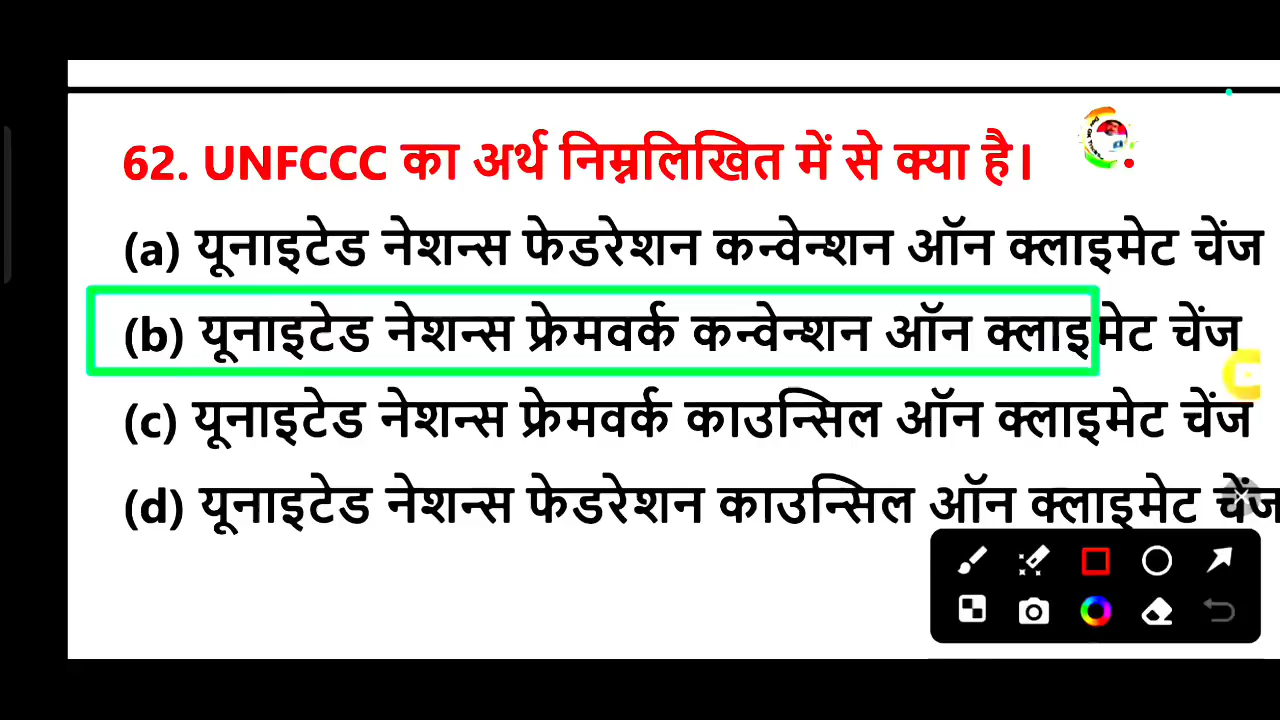 62. UNFCCC का अर्थ निम्नलिखित में से क्या है।
(a) यूनाइटेड नेशन्स फेडरेशन कन्वेन्शन ऑन क्लाइमेट चेंज
(b) यूनाइटेड नेशन्स फ्रेमवर्क कन्वेन्शन ऑन क्लाइमेट चेंज
(c) यूनाइटेड नेशन्स फ्रेमवर्क काउन्सिल ऑन क्लाइमेट चेंज
(d) यूनाइटेड नेशन्स फेडरेशन काउन्सिल ऑन क्लाइमेट चेंज